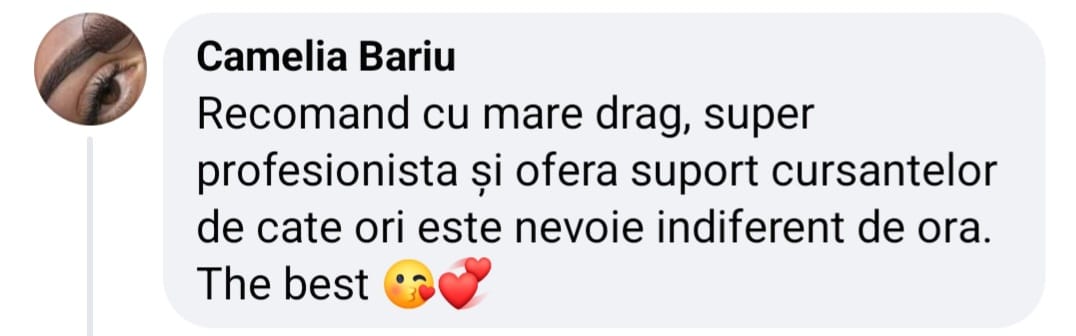 Camelia Bariu
Recomand cu mare drag, super
profesionista și ofera suport cursantelor
de cate ori este nevoie indiferent de ora.
The best 😘💞